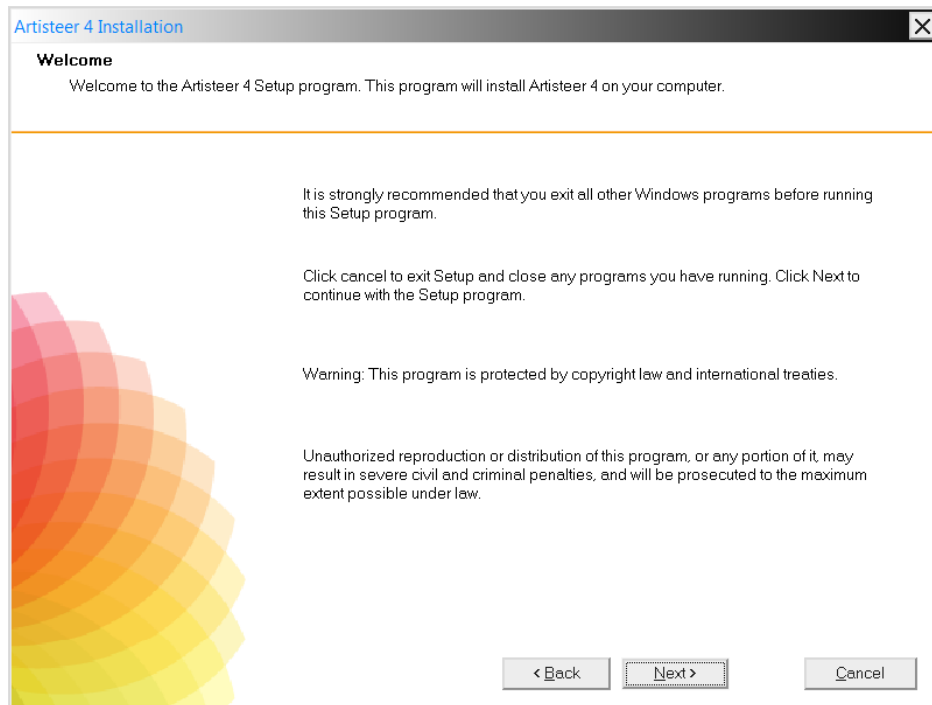 Artisteer 4 Installation
Welcome
Welcome to the Artisteer 4 Setup program. This program will install Artisteer 4 on your computer.
It is strongly recommended that you exit all other Windows programs before running
this Setup program.
Click cancel to exit Setup and close any programs you have running. Click Next to
continue with the Setup program.
Warning: This program is protected by copyright law and international treaties.
Unauthorized reproduction or distribution of this program, or any portion of it, may
result in severe civil and criminal penalties, and will be prosecuted to the maximum
extent possible under law.
< Back Next > Cancel